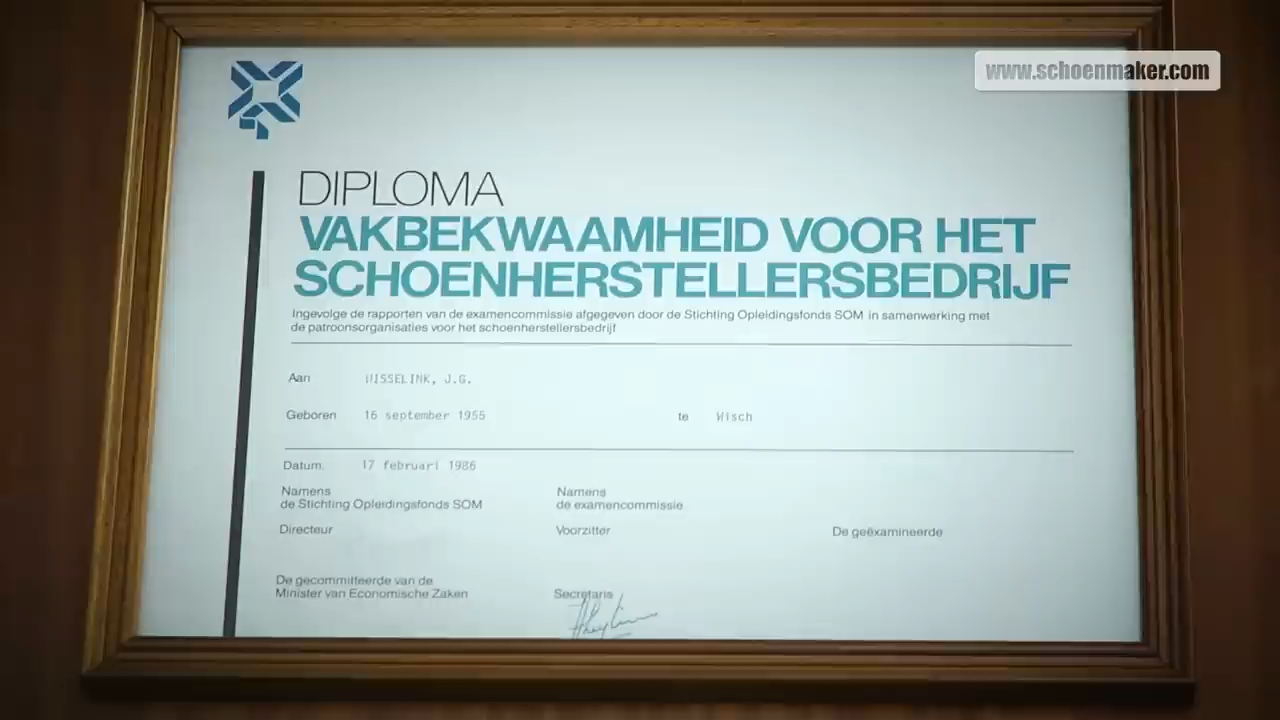 www.schoenmaker.com
DIPLOMA
VAKBEKWAAMHEID VOOR HET
SCHOENHERSTELLERSBEDRIJF
Ingevolge de rapporten van de examencommissie afgegeven door de Stichting Opleidingsfonds SOM in samenwerking met
de patroonsorganisaties voor het schoenherstellersbedrijf
Aan WISSELINK, J.G.
Geboren 16 september 1955 te Wisch
Datum: 17 februari 1986
Namens Namens
de Stichting Opleidingsfonds SOM de examencommissie
Directeur Voorzitter De geëxamineerde
De gecommitteerde van de
Minister van Economische Zaken Secretaris